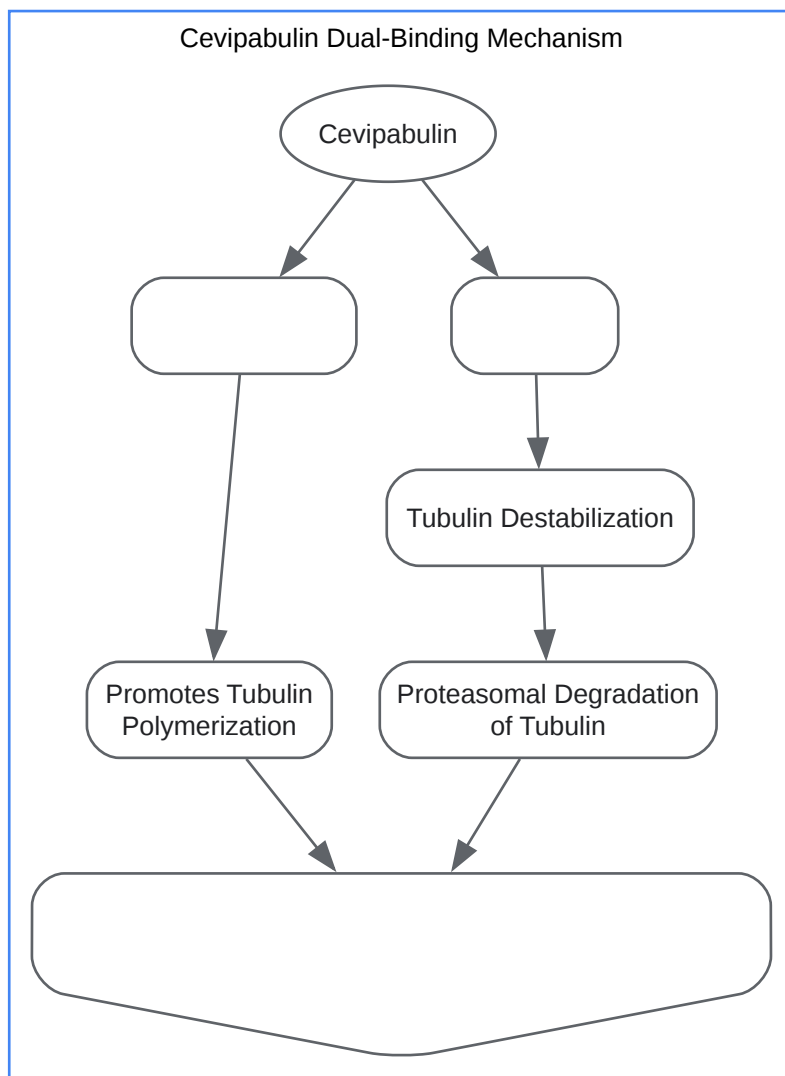 Cevipabulin Dual-Binding Mechanism
Cevipabulin
Tubulin Destabilization
Promotes Tubulin
Polymerization
Proteasomal Degradation
of Tubulin